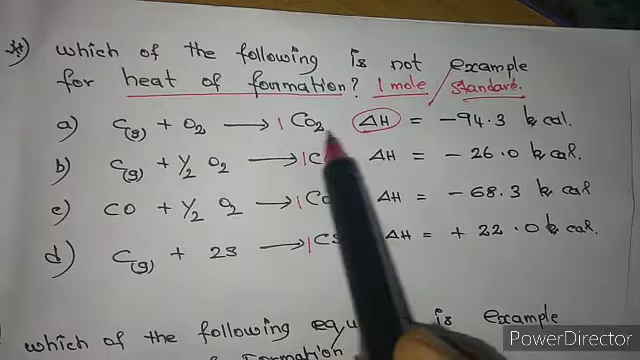 which of the following is not example
for heat of formation? 1 mole standard.
a) C(g) + O2 → 1 CO2 ΔH = -94.3 k cal.
b) C(g) + 1/2 O2 → 1 C ΔH = - 26.0 k cal.
c) CO + 1/2 O2 → 1 CO ΔH = - 68.3 k cal
d) C(g) + 2S → 1 CS ΔH = + 22.0 k cal.
which of the following equ is example
Formation
PowerDirector